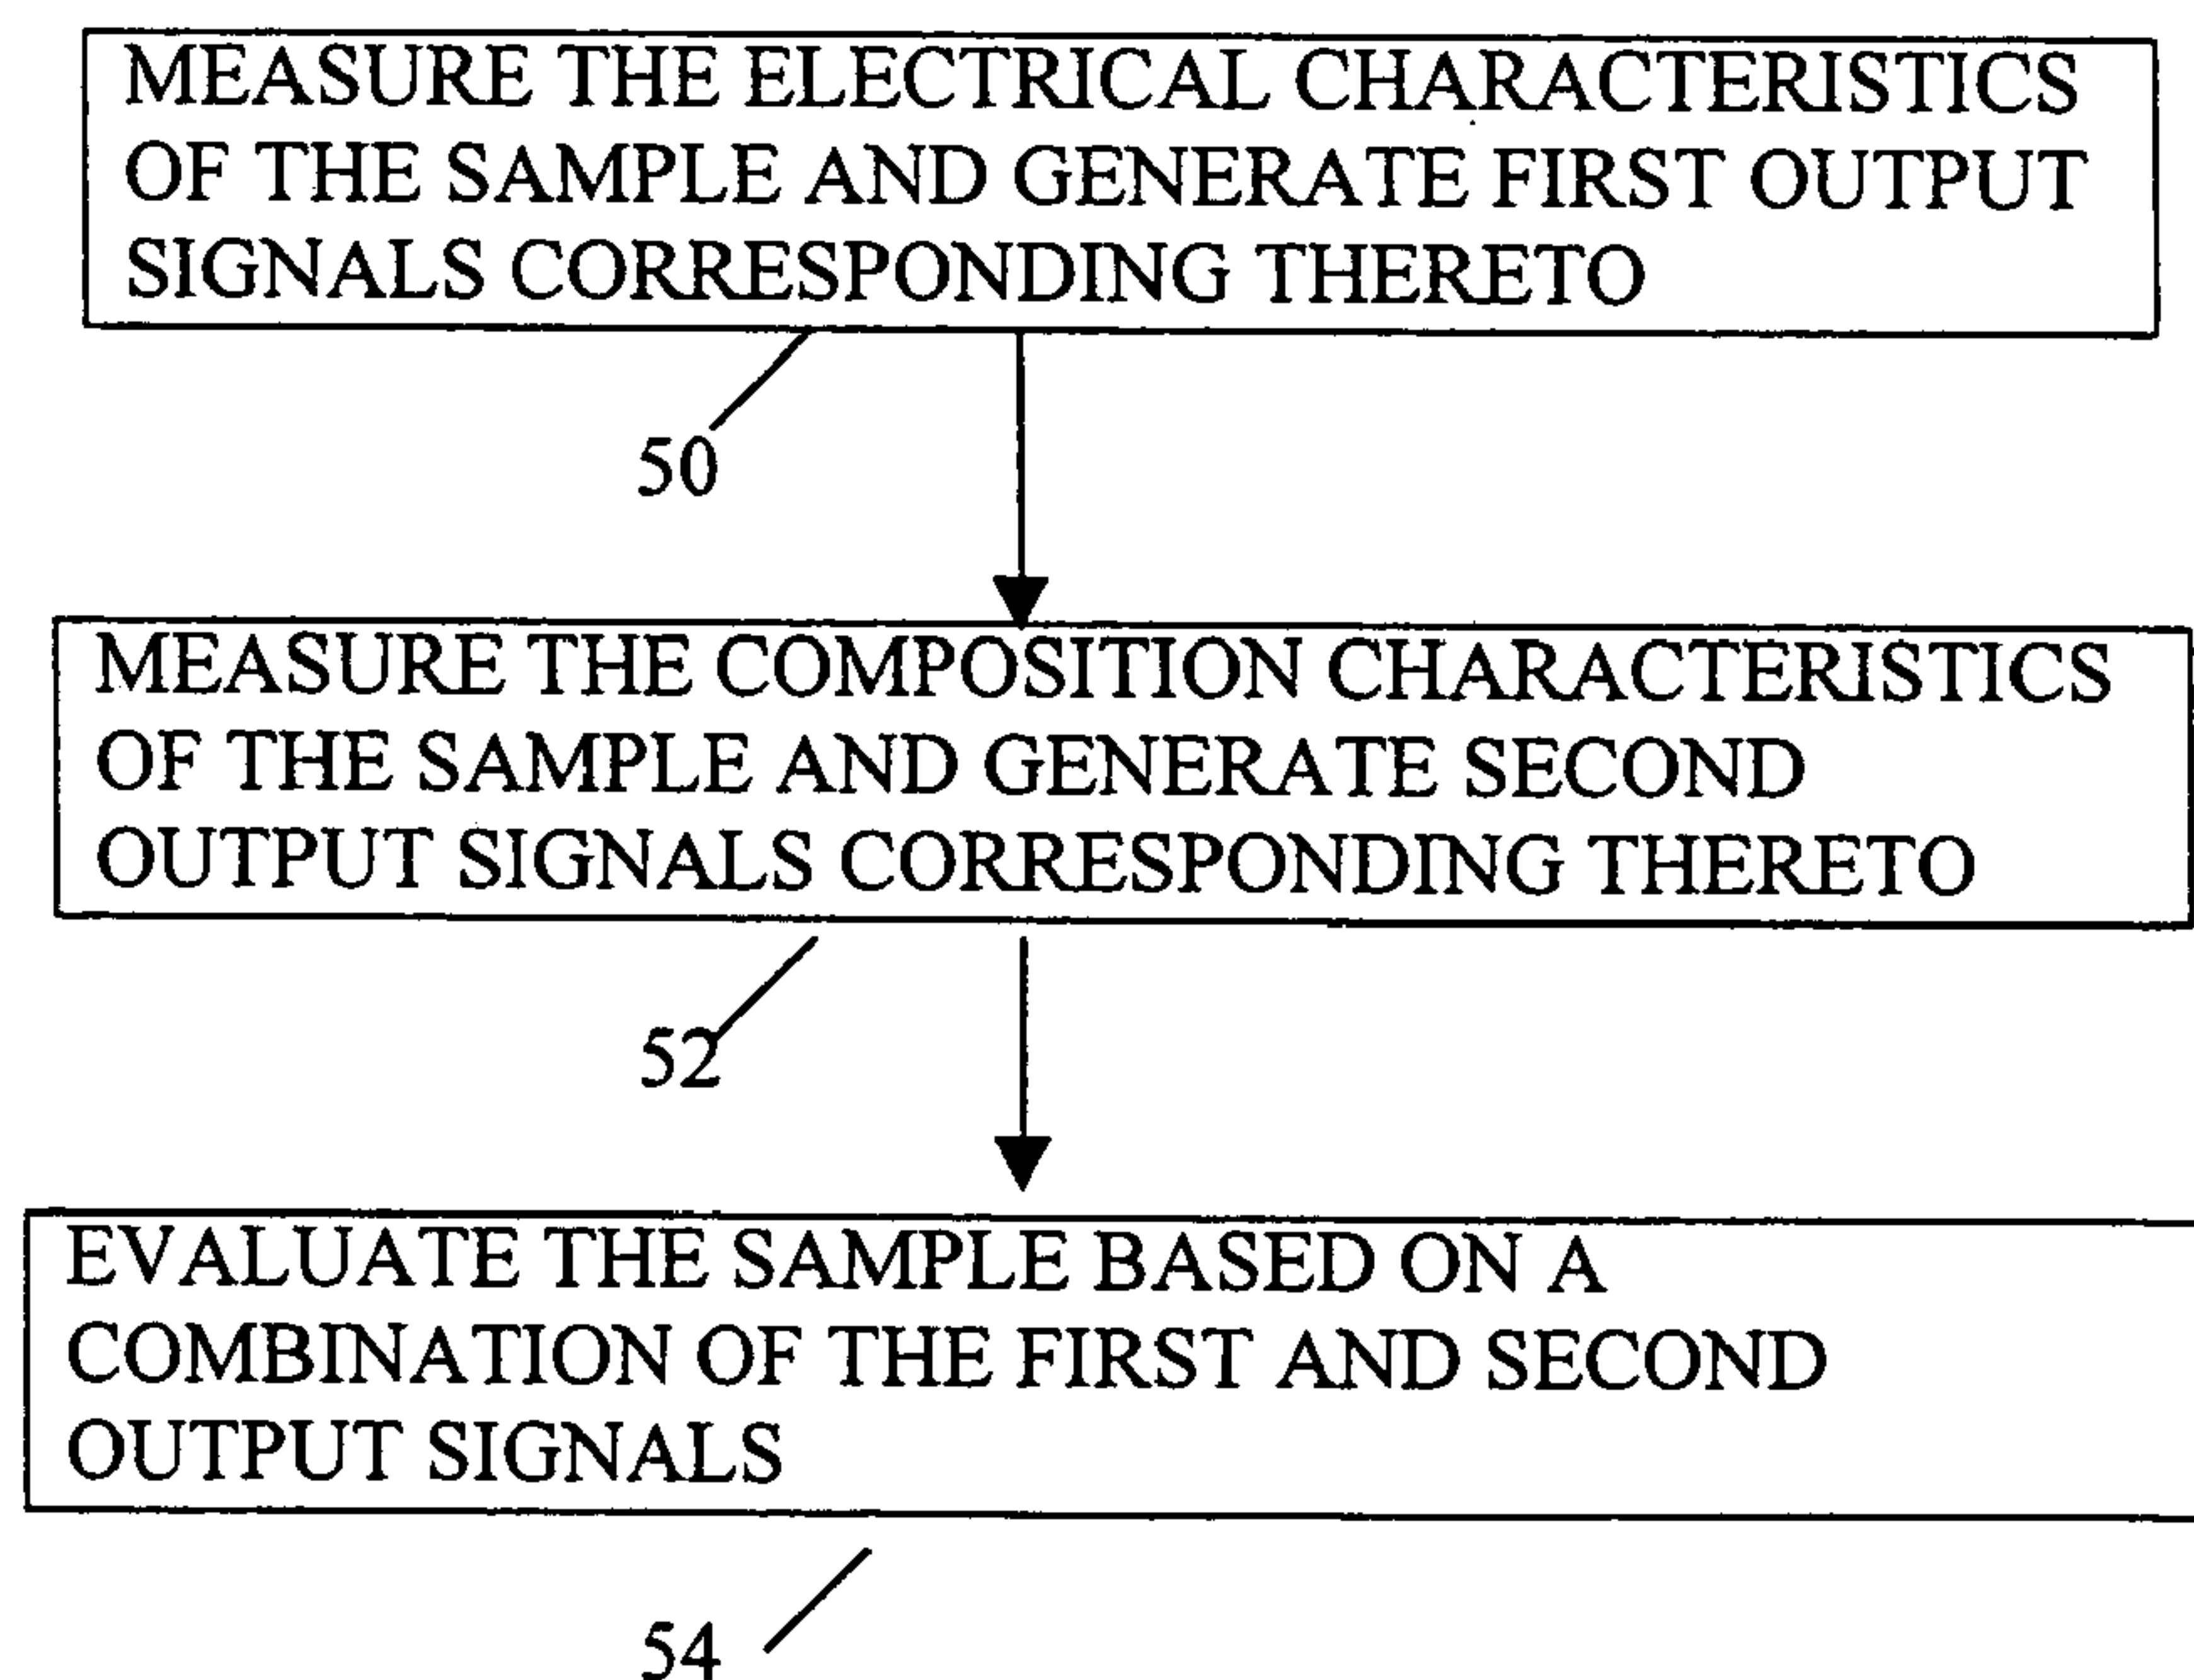 MEASURE THE ELECTRICAL CHARACTERISTICS
OF THE SAMPLE AND GENERATE FIRST OUTPUT
SIGNALS CORRESPONDING THERETO
50
MEASURE THE COMPOSITION CHARACTERISTICS
OF THE SAMPLE AND GENERATE SECOND
OUTPUT SIGNALS CORRESPONDING THERETO
52
EVALUATE THE SAMPLE BASED ON A
COMBINATION OF THE FIRST AND SECOND
OUTPUT SIGNALS
54